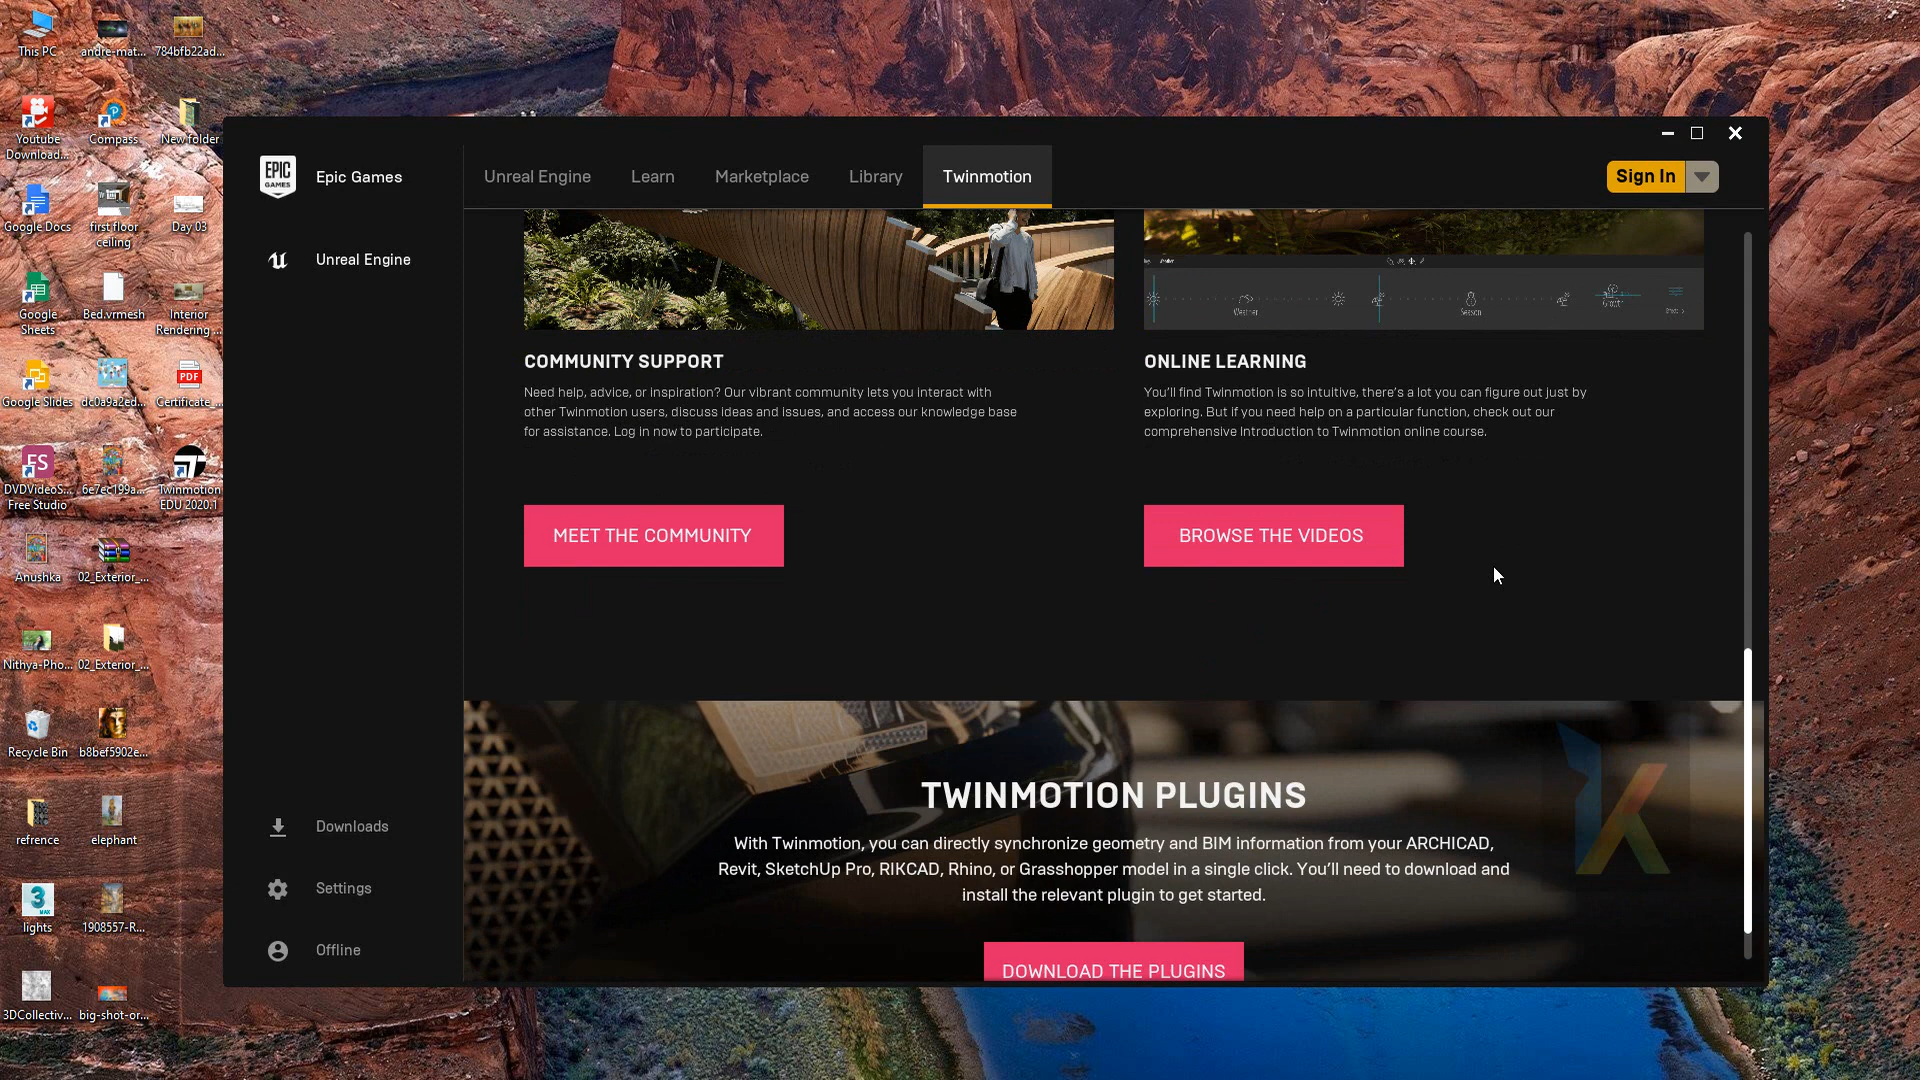 This PC
andre-mat...
784bfb22ad...
Youtube
Download...
Compass
New folder
Google Docs
first floor
ceiling
Day 03
Google
Sheets
Bed.vrmesh
Interior
Rendering ...
Google Slides
dc0a9a2ed...
PDF
Certificate_...
FS
DVDVideoS...
Free Studio
6e7ec199a...
Twinmotion
EDU 2020.1
Anushka
02_Exterior_...
Nithya-Pho...
02_Exterior_...
Recycle Bin
b8bef5902e...
refrence
elephant
3
MAX
lights
1908557-R...
3DCollectiv...
big-shot-or...
EPIC
GAMES
Epic Games
Unreal Engine
Downloads
Settings
Offline
Unreal Engine
Learn
Marketplace
Library
Twinmotion
Sign In
Weather
Season
COMMUNITY SUPPORT
Need help, advice, or inspiration? Our vibrant community lets you interact with
other Twinmotion users, discuss ideas and issues, and access our knowledge base
for assistance. Log in now to participate.
MEET THE COMMUNITY
ONLINE LEARNING
You'll find Twinmotion is so intuitive, there's a lot you can figure out just by
exploring. But if you need help on a particular function, check out our
comprehensive Introduction to Twinmotion online course.
BROWSE THE VIDEOS
TWINMOTION PLUGINS
With Twinmotion, you can directly synchronize geometry and BIM information from your ARCHICAD,
Revit, SketchUp Pro, RIKCAD, Rhino, or Grasshopper model in a single click. You'll need to download and
install the relevant plugin to get started.
DOWNLOAD THE PLUGINS